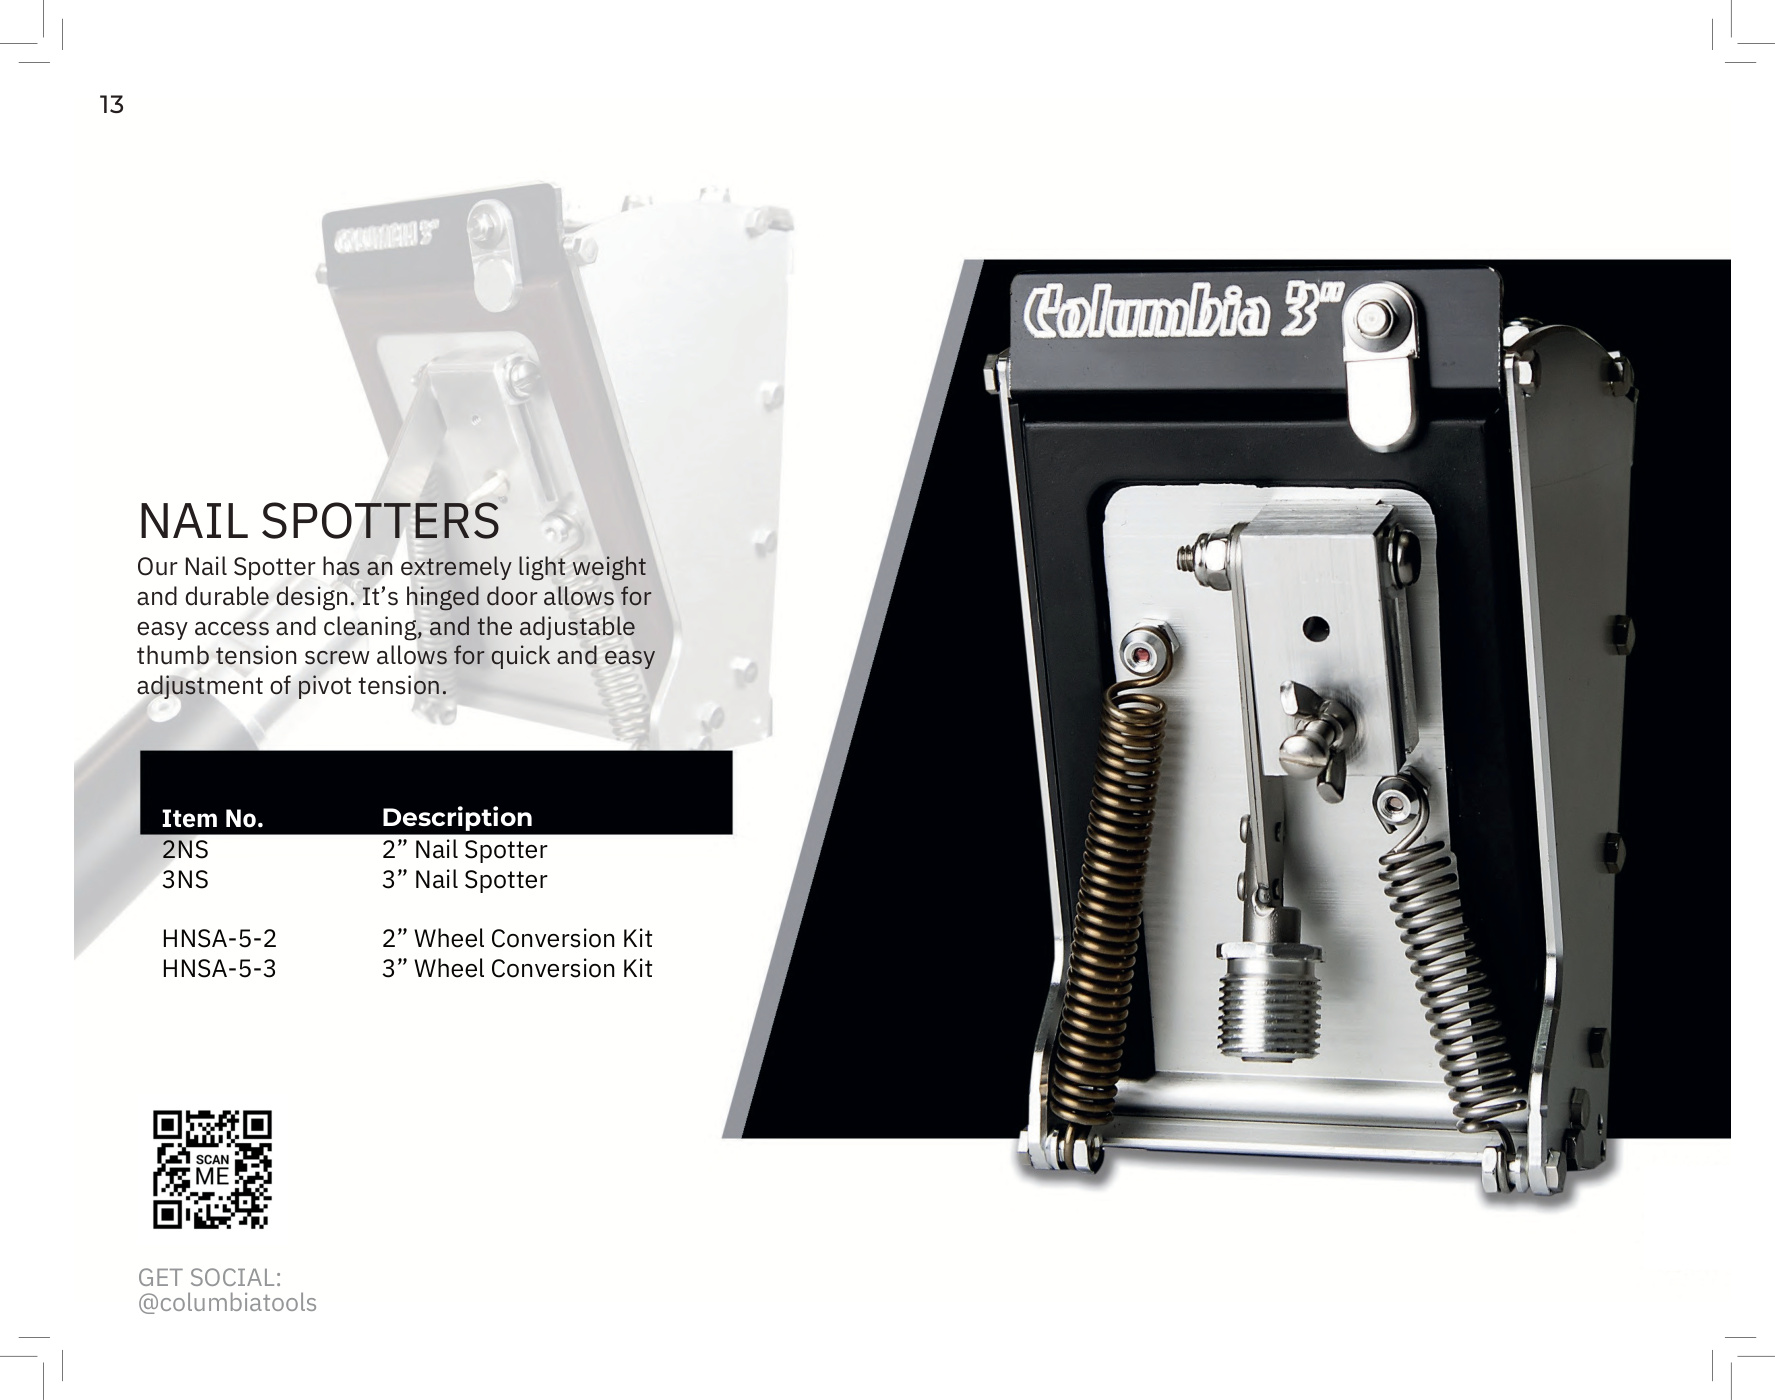 13
COLUMBIA 3"
Columbia 3"
NAIL SPOTTERS
Our Nail Spotter has an extremely light weight
and durable design. It’s hinged door allows for
easy access and cleaning, and the adjustable
thumb tension screw allows for quick and easy
adjustment of pivot tension.
Item No. Description
2NS 2” Nail Spotter
3NS 3” Nail Spotter
HNSA-5-2 2” Wheel Conversion Kit
HNSA-5-3 3” Wheel Conversion Kit
SCAN
ME
GET SOCIAL:
@columbiatools